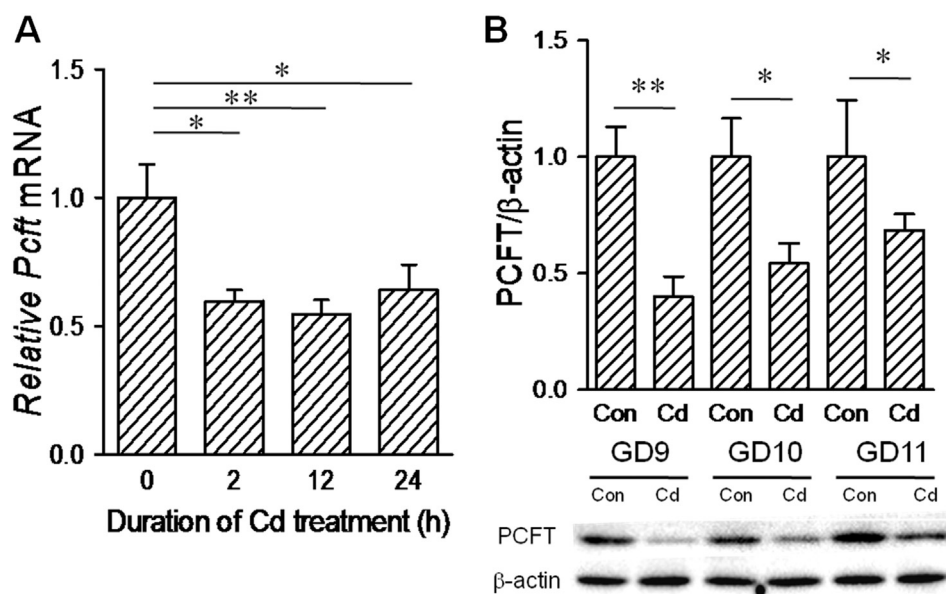 A
Relative Pcft mRNA
1.5
1.0
0.5
0.0
*
**
*
0 2 12 24
Duration of Cd treatment (h)
B
PCFT/β-actin
1.5
1.0
0.5
0.0
** * *
Con Cd Con Cd Con Cd
GD9 GD10 GD11
Con Cd Con Cd Con Cd
PCFT
β-actin